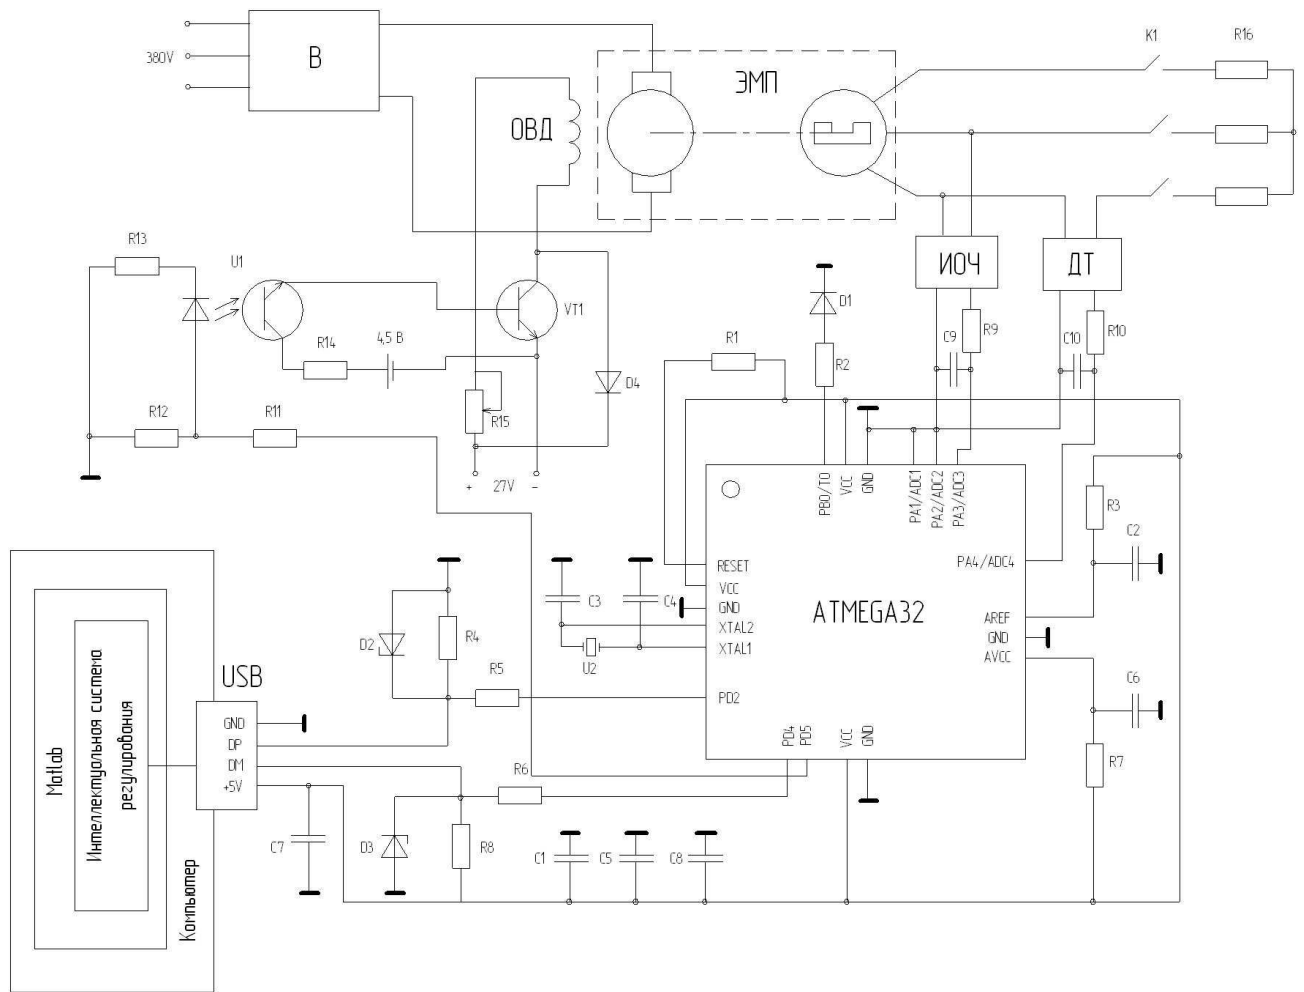 380V
В
ОВД
ЭМП
K1
R16
R13
U1
VT1
R14
4,5 В
R15
D4
R12
R11
+
27V
-
ИОЧ
ДТ
D1
R1
R2
C9
R9
C10
R10
PB0/T0
VCC
GND
PA1/ADC1
PA2/ADC2
PA3/ADC3
PA4/ADC4
R3
C2
RESET
VCC
GND
XTAL2
XTAL1
PD2
ATMEGA32
AREF
GND
AVCC
C6
R7
C3
C4
U2
D2
R4
R5
PD4
PD5
VCC
GND
USB
GND
DP
DM
+5V
R6
C7
D3
R8
C1
C5
C8
Matlab
Интеллектуальная система
регулирования
Компьютер